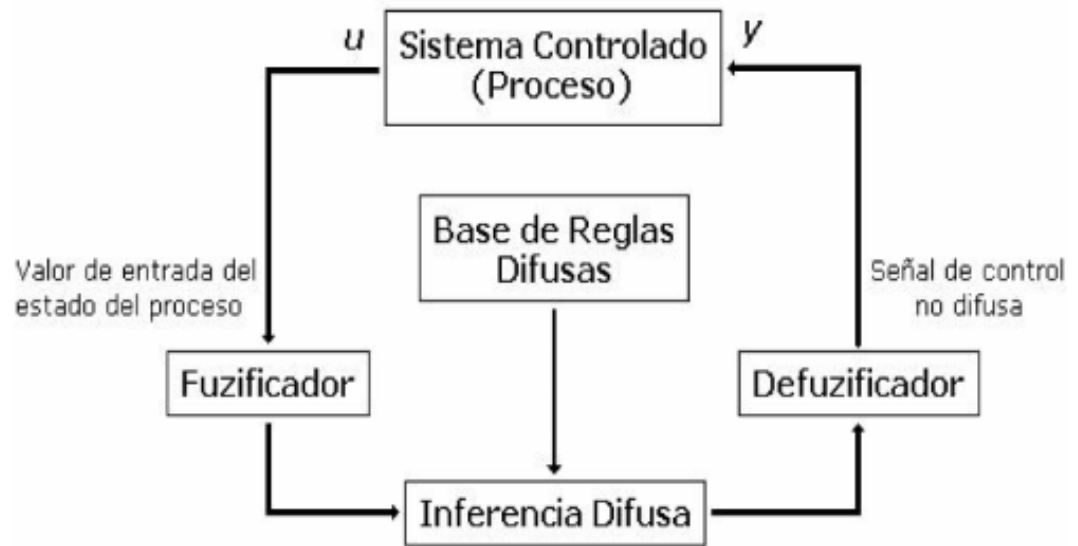 u
Sistema Controlado
(Proceso)
y
Base de Reglas
Difusas
Valor de entrada del
estado del proceso
Señal de control
no difusa
Fuzificador
Defuzificador
Inferencia Difusa